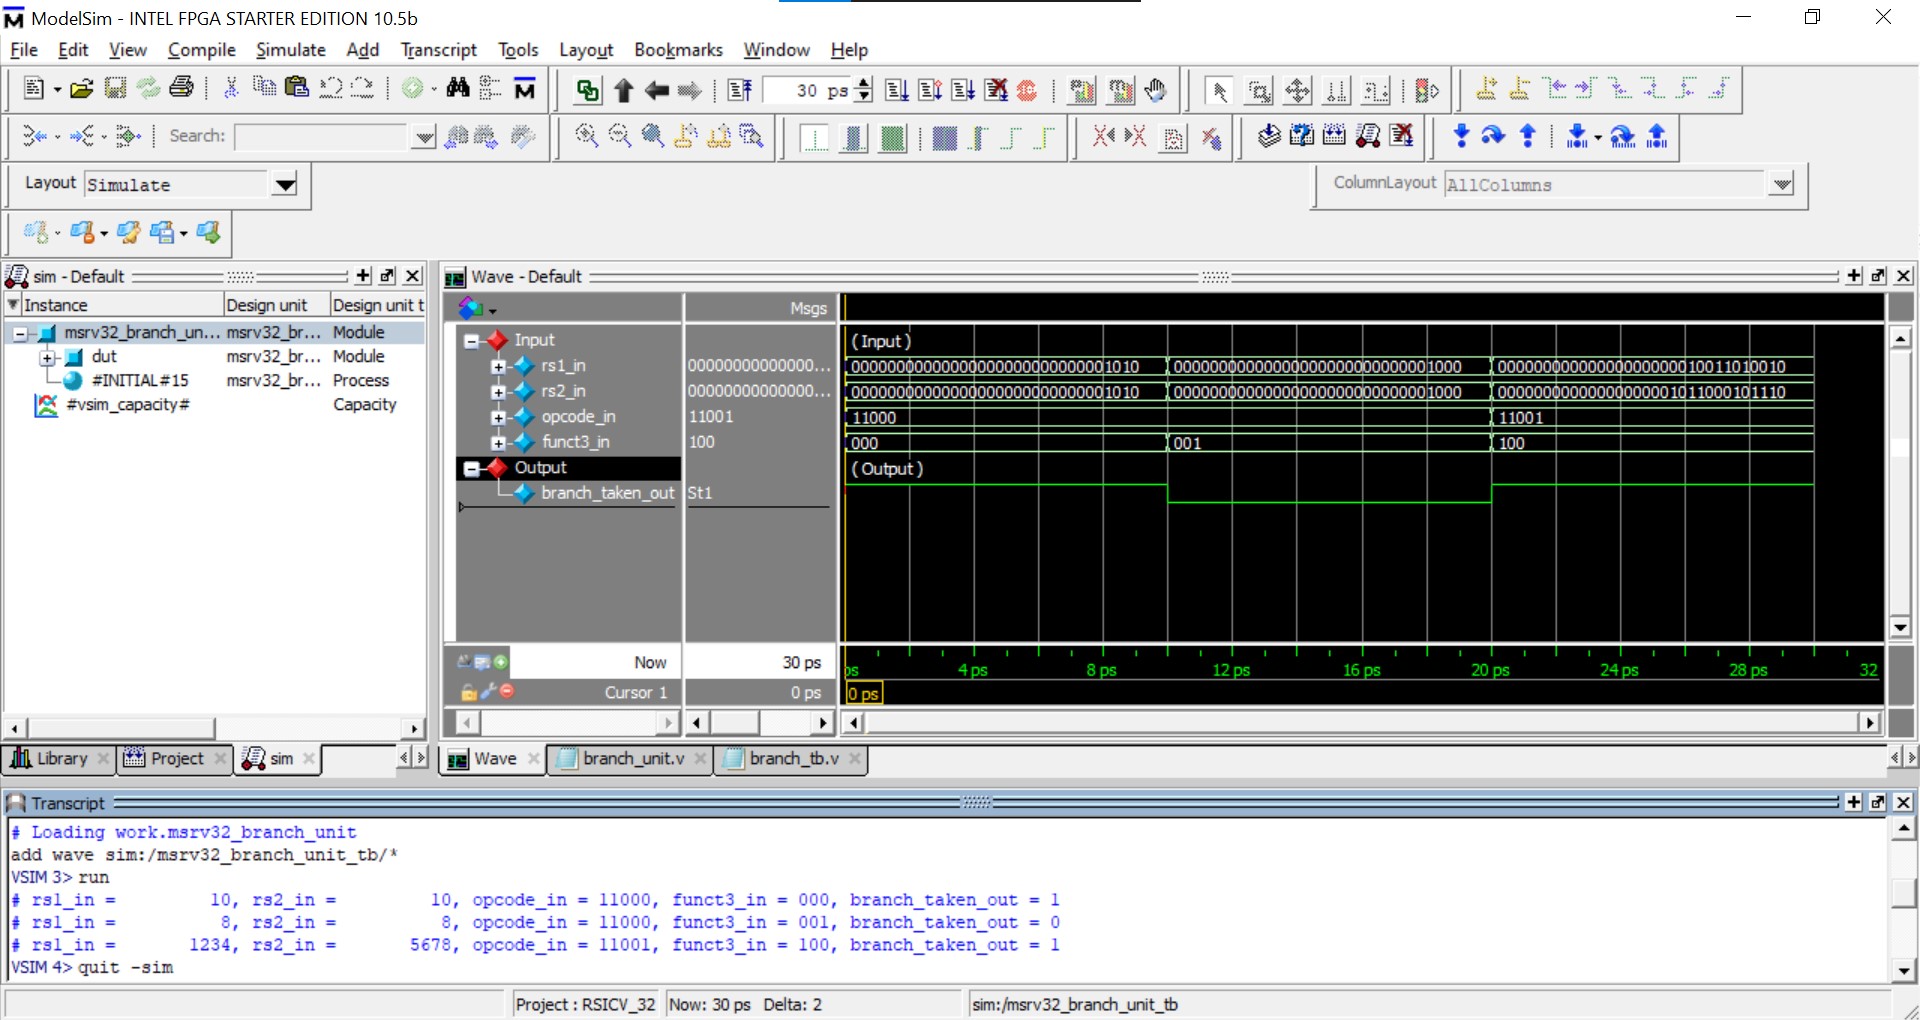 ModelSim - INTEL FPGA STARTER EDITION 10.5b
File Edit View Compile Simulate Add Transcript Tools Layout Bookmarks Window Help
30 ps
Search:
Layout Simulate
ColumnLayout AllColumns
sim - Default
Instance Design unit Design unit t
msrv32_branch_un... msrv32_br... Module
dut msrv32_br... Module
#INITIAL#15 msrv32_br... Process
#vsim_capacity# Capacity
Library Project sim
Wave - Default
Msgs
Input (Input)
rs1_in 00000000000000... 00000000000000000000000000001010 00000000000000000000000000001000 00000000000000000000010011010010
rs2_in 00000000000000... 00000000000000000000000000001010 00000000000000000000000000001000 00000000000000000001011000101110
opcode_in 11001 11000 11001
funct3_in 100 000 001 100
Output (Output)
branch_taken_out St1
Now 30 ps ps 4 ps 8 ps 12 ps 16 ps 20 ps 24 ps 28 ps 32
Cursor 1 0 ps 0 ps
Wave branch_unit.v branch_tb.v
Transcript
# Loading work.msrv32_branch_unit
add wave sim:/msrv32_branch_unit_tb/*
VSIM 3> run
# rs1_in = 10, rs2_in = 10, opcode_in = 11000, funct3_in = 000, branch_taken_out = 1
# rs1_in = 8, rs2_in = 8, opcode_in = 11000, funct3_in = 001, branch_taken_out = 0
# rs1_in = 1234, rs2_in = 5678, opcode_in = 11001, funct3_in = 100, branch_taken_out = 1
VSIM 4> quit -sim
Project : RSICV_32 Now: 30 ps Delta: 2 sim:/msrv32_branch_unit_tb